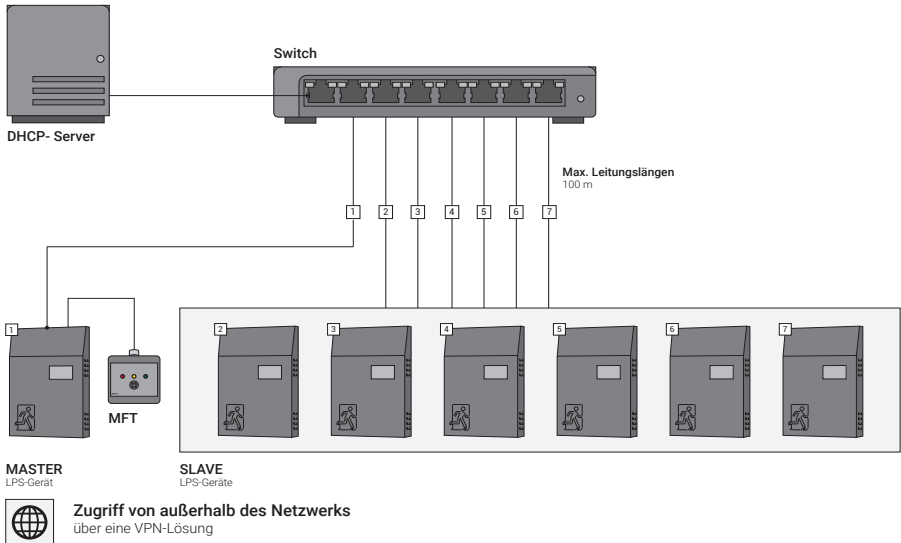 Switch
DHCP- Server
Max. Leitungslängen
100 m
1 2 3 4 5 6 7
1 2 3 4 5 6 7
MFT
MASTER
LPS-Gerät
SLAVE
LPS-Geräte
Zugriff von außerhalb des Netzwerks
über eine VPN-Lösung